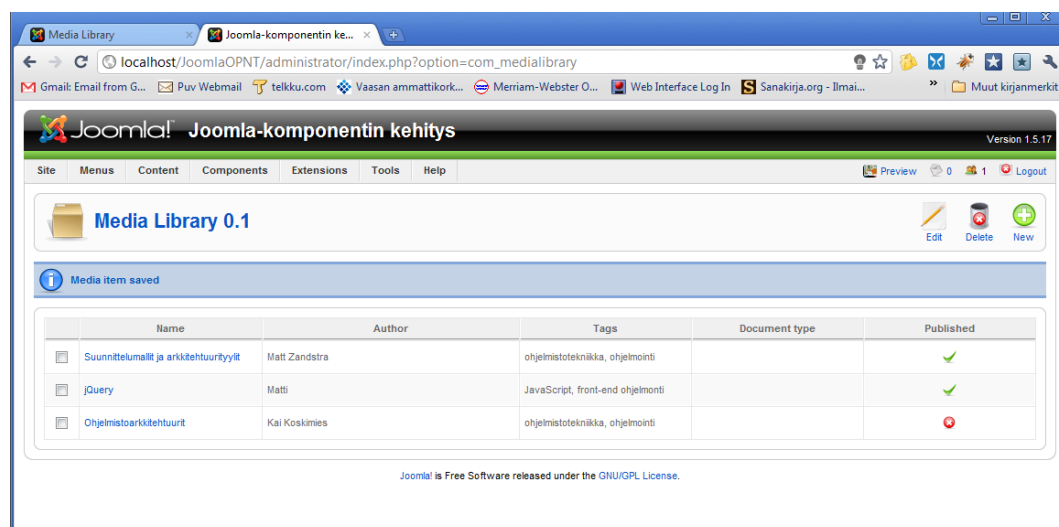 Media Library
Joomla-komponentin ke...
localhost/JoomlaOPNT/administrator/index.php?option=com_medialibrary
Gmail: Email from G... Puv Webmail telkku.com Vaasan ammattikork... Merriam-Webster O... Web Interface Log In Sanakirja.org - Ilmai... » Muut kirjanmerkit
Joomla! Joomla-komponentin kehitys
Version 1.5.17
Site Menus Content Components Extensions Tools Help Preview 0 1 Logout
Media Library 0.1
Edit Delete New
Media item saved
Name Author Tags Document type Published
Suunnittelumallit ja arkkitehtuurityylit Matt Zandstra ohjelmistotekniikka, ohjelmointi
jQuery Matti JavaScript, front-end ohjelmonti
Ohjelmistoarkkitehtuurit Kai Koskimies ohjelmistotekniikka, ohjelmointi
Joomla! is Free Software released under the GNU/GPL License.